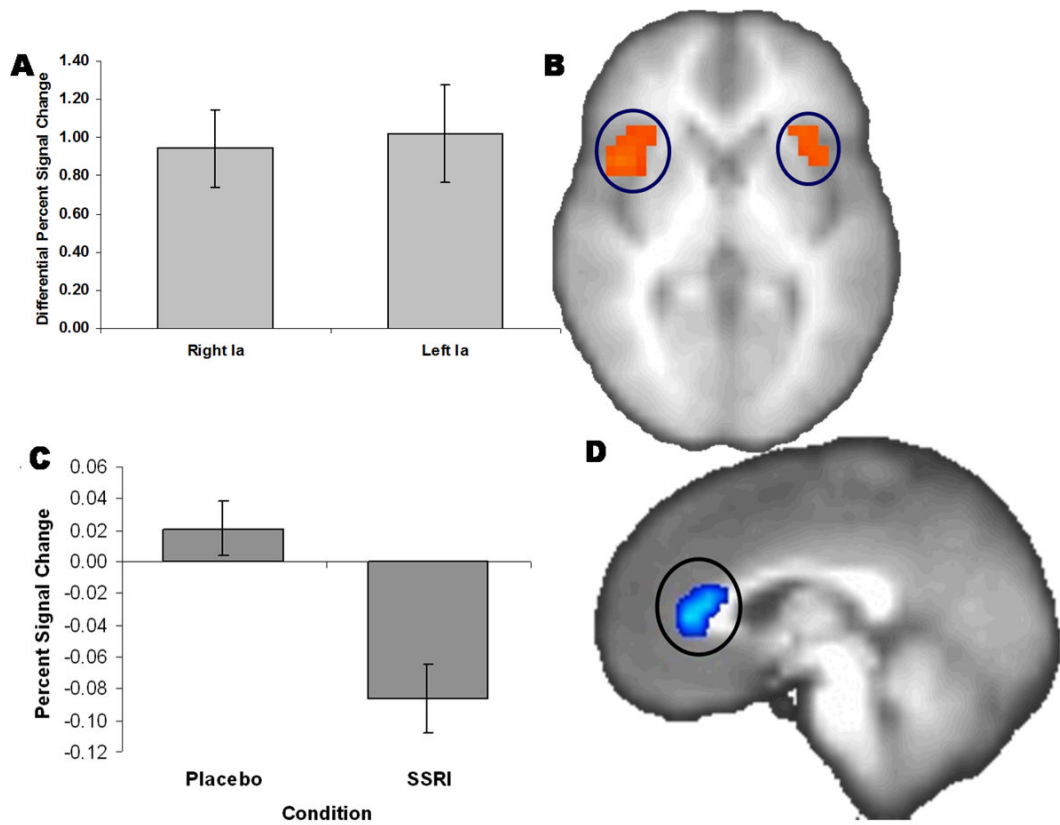 A
Differential Percent Signal Change
1.40
1.20
1.00
0.80
0.60
0.40
0.20
0.00
Right Ia
Left Ia
B
C
Percent Signal Change
0.06
0.04
0.02
0.00
-0.02
-0.04
-0.06
-0.08
-0.10
-0.12
Placebo
SSRI
Condition
D